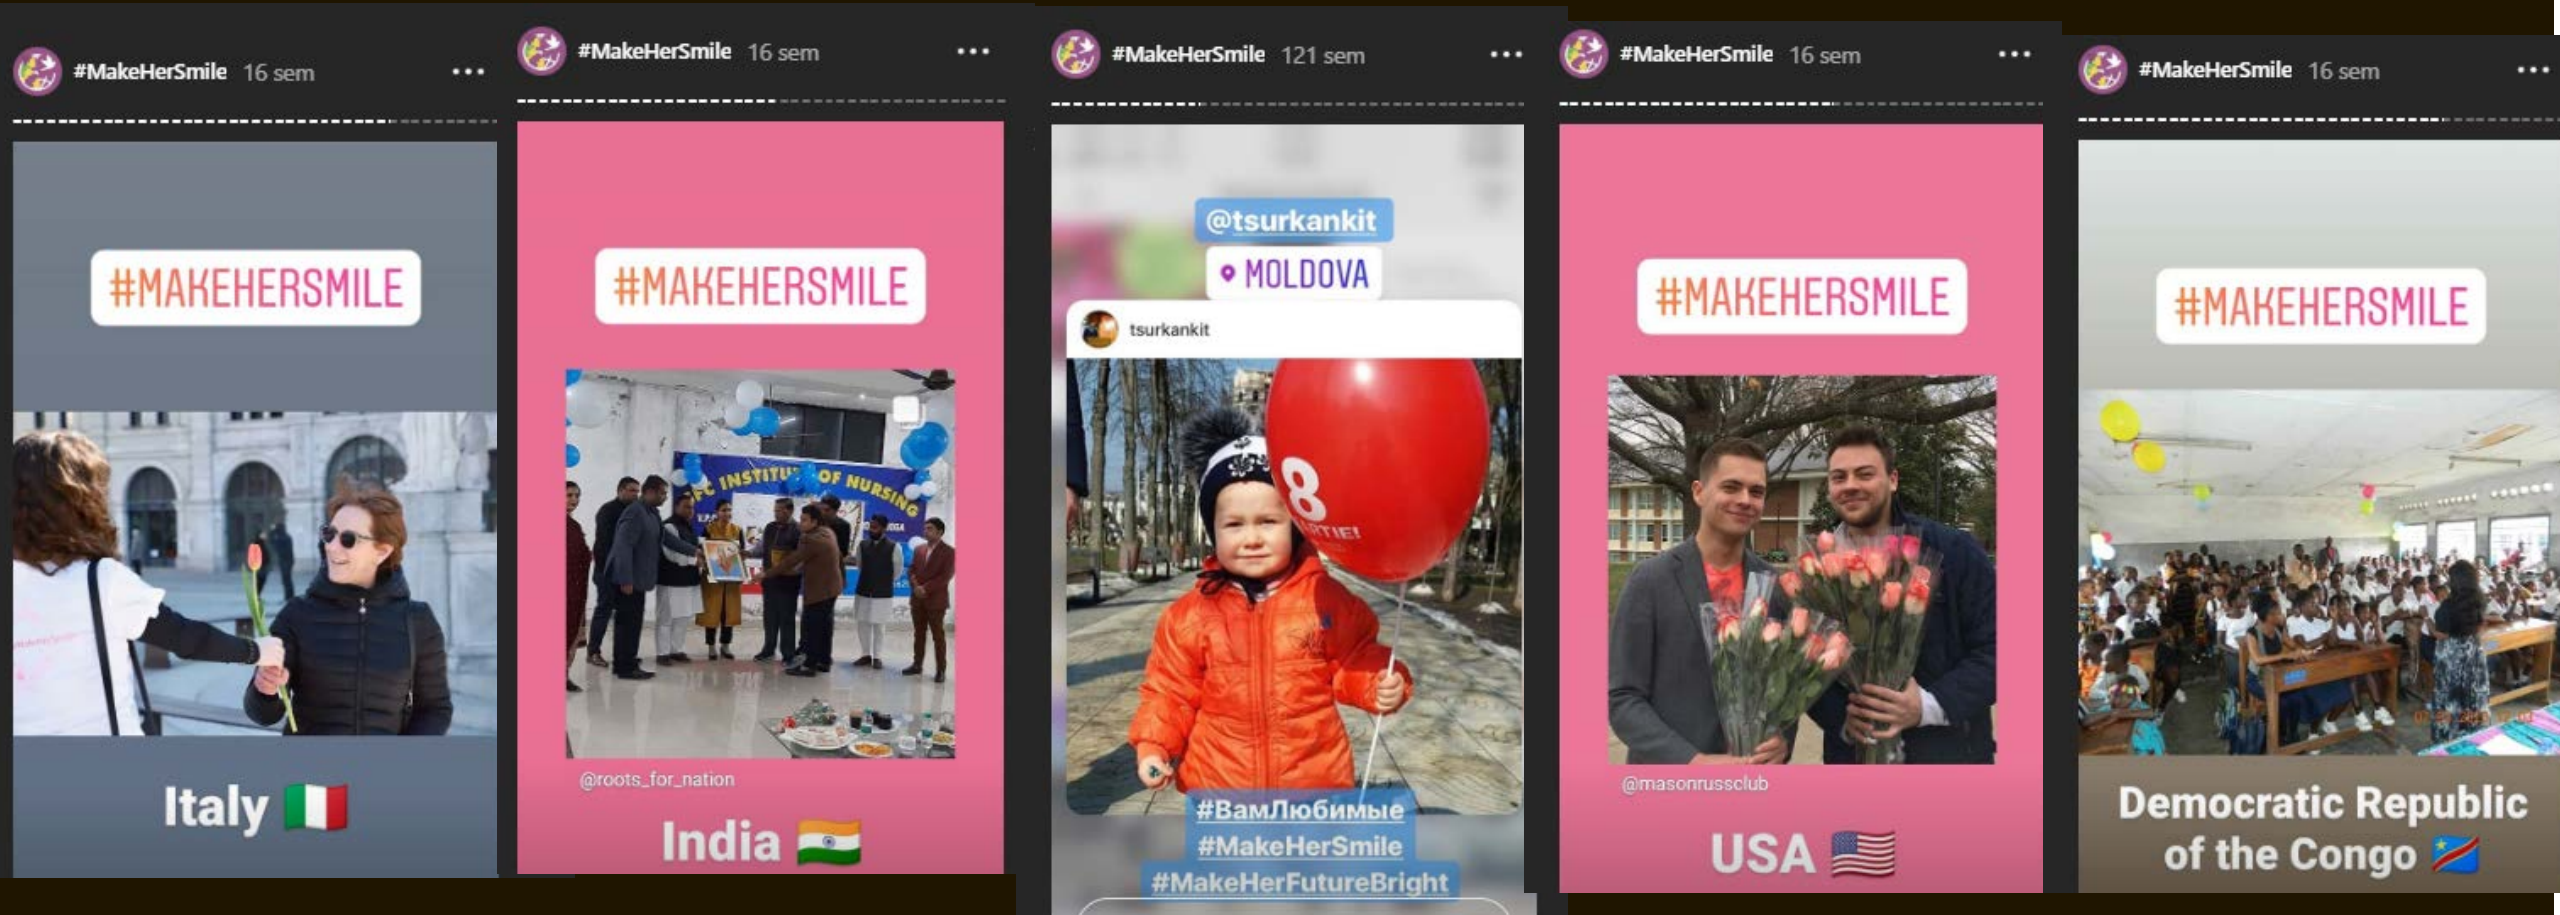 #MakeHerSmile 16 sem
#MAKEHERSMILE
Italy
#MakeHerSmile 16 sem
#MAKEHERSMILE
INSTITU OF NURSING
@roots_for_nation
India
#MakeHerSmile 121 sem
@tsurkankit
MOLDOVA
tsurkankit
8
RTIE!
#ВамЛюбимые
#MakeHerSmile
#MakeHerFutureBright
#MakeHerSmile 16 sem
#MAKEHERSMILE
@masonrussclub
USA
#MakeHerSmile 16 sem
#MAKEHERSMILE
Democratic Republic
of the Congo